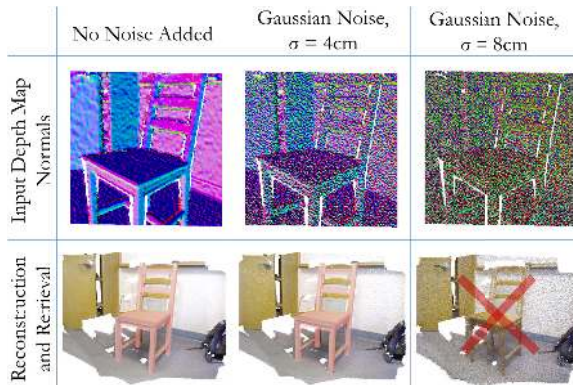 No Noise Added
Gaussian Noise,
σ = 4cm
Gaussian Noise,
σ = 8cm
Input Depth Map
Normals
Reconstruction
and Retrieval